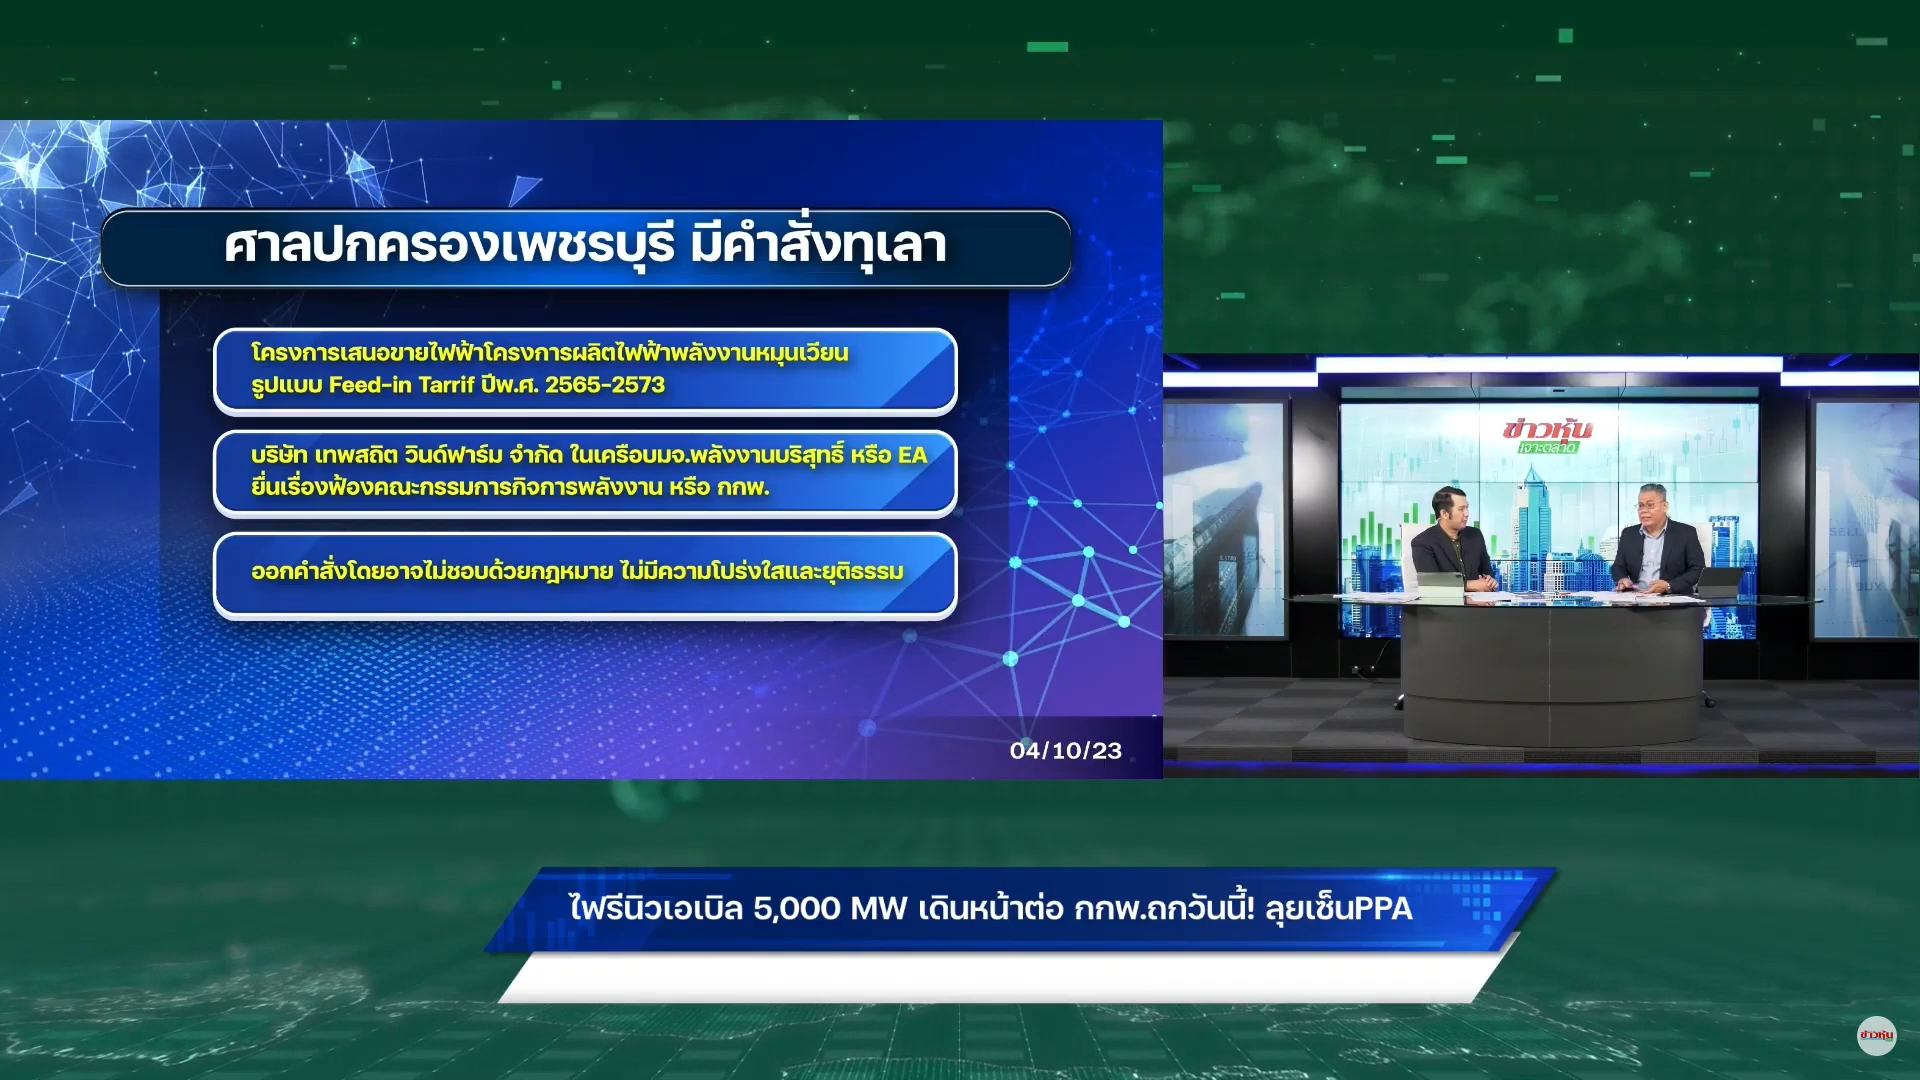 ศาลปกครองเพชรบุรี มีคำสั่งทุเลา
โครงการเสนอขายไฟฟ้าโครงการผลิตไฟฟ้าพลังงานหมุนเวียน
รูปแบบ Feed-in Tarrif ปีพ.ศ. 2565-2573
บริษัท เทพสถิต วินด์ฟาร์ม จำกัด ในเครือบมจ.พลังงานบริสุทธิ์ หรือ EA
ยื่นเรื่องฟ้องคณะกรรมการกิจการพลังงาน หรือ กกพ.
ออกคำสั่งโดยอาจไม่ชอบด้วยกฎหมาย ไม่มีความโปร่งใสและยุติธรรม
04/10/23
ข่าวหุ้น
เจาะตลาด
SELL
BUY
ไฟรีนิวเอเบิล 5,000 MW เดินหน้าต่อ กกพ.ถกวันนี้! ลุยเซ็นPPA
ข่าวหุ้น